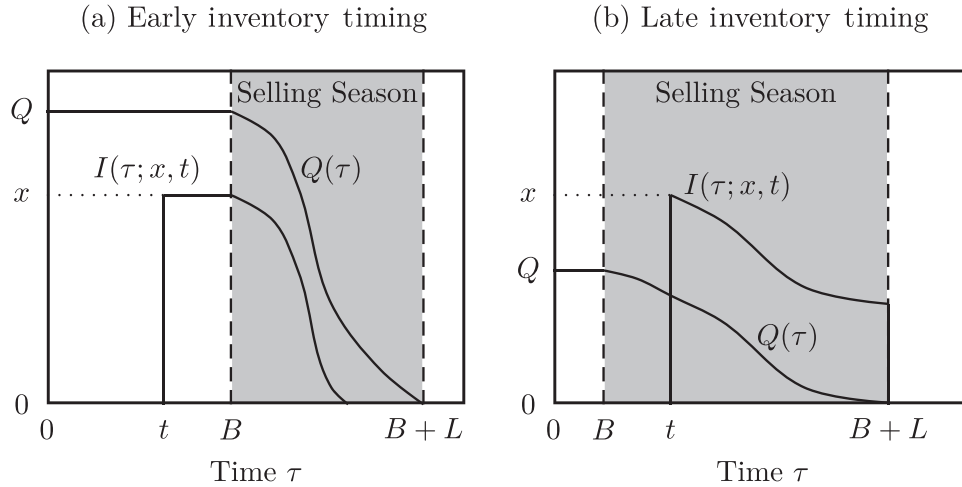 (a) Early inventory timing
Selling Season
Q
I(τ; x, t)
Q(τ)
x
0
0
t
B
B + L
Time τ
(b) Late inventory timing
Selling Season
x
I(τ; x, t)
Q
Q(τ)
0
0
B
t
B + L
Time τ